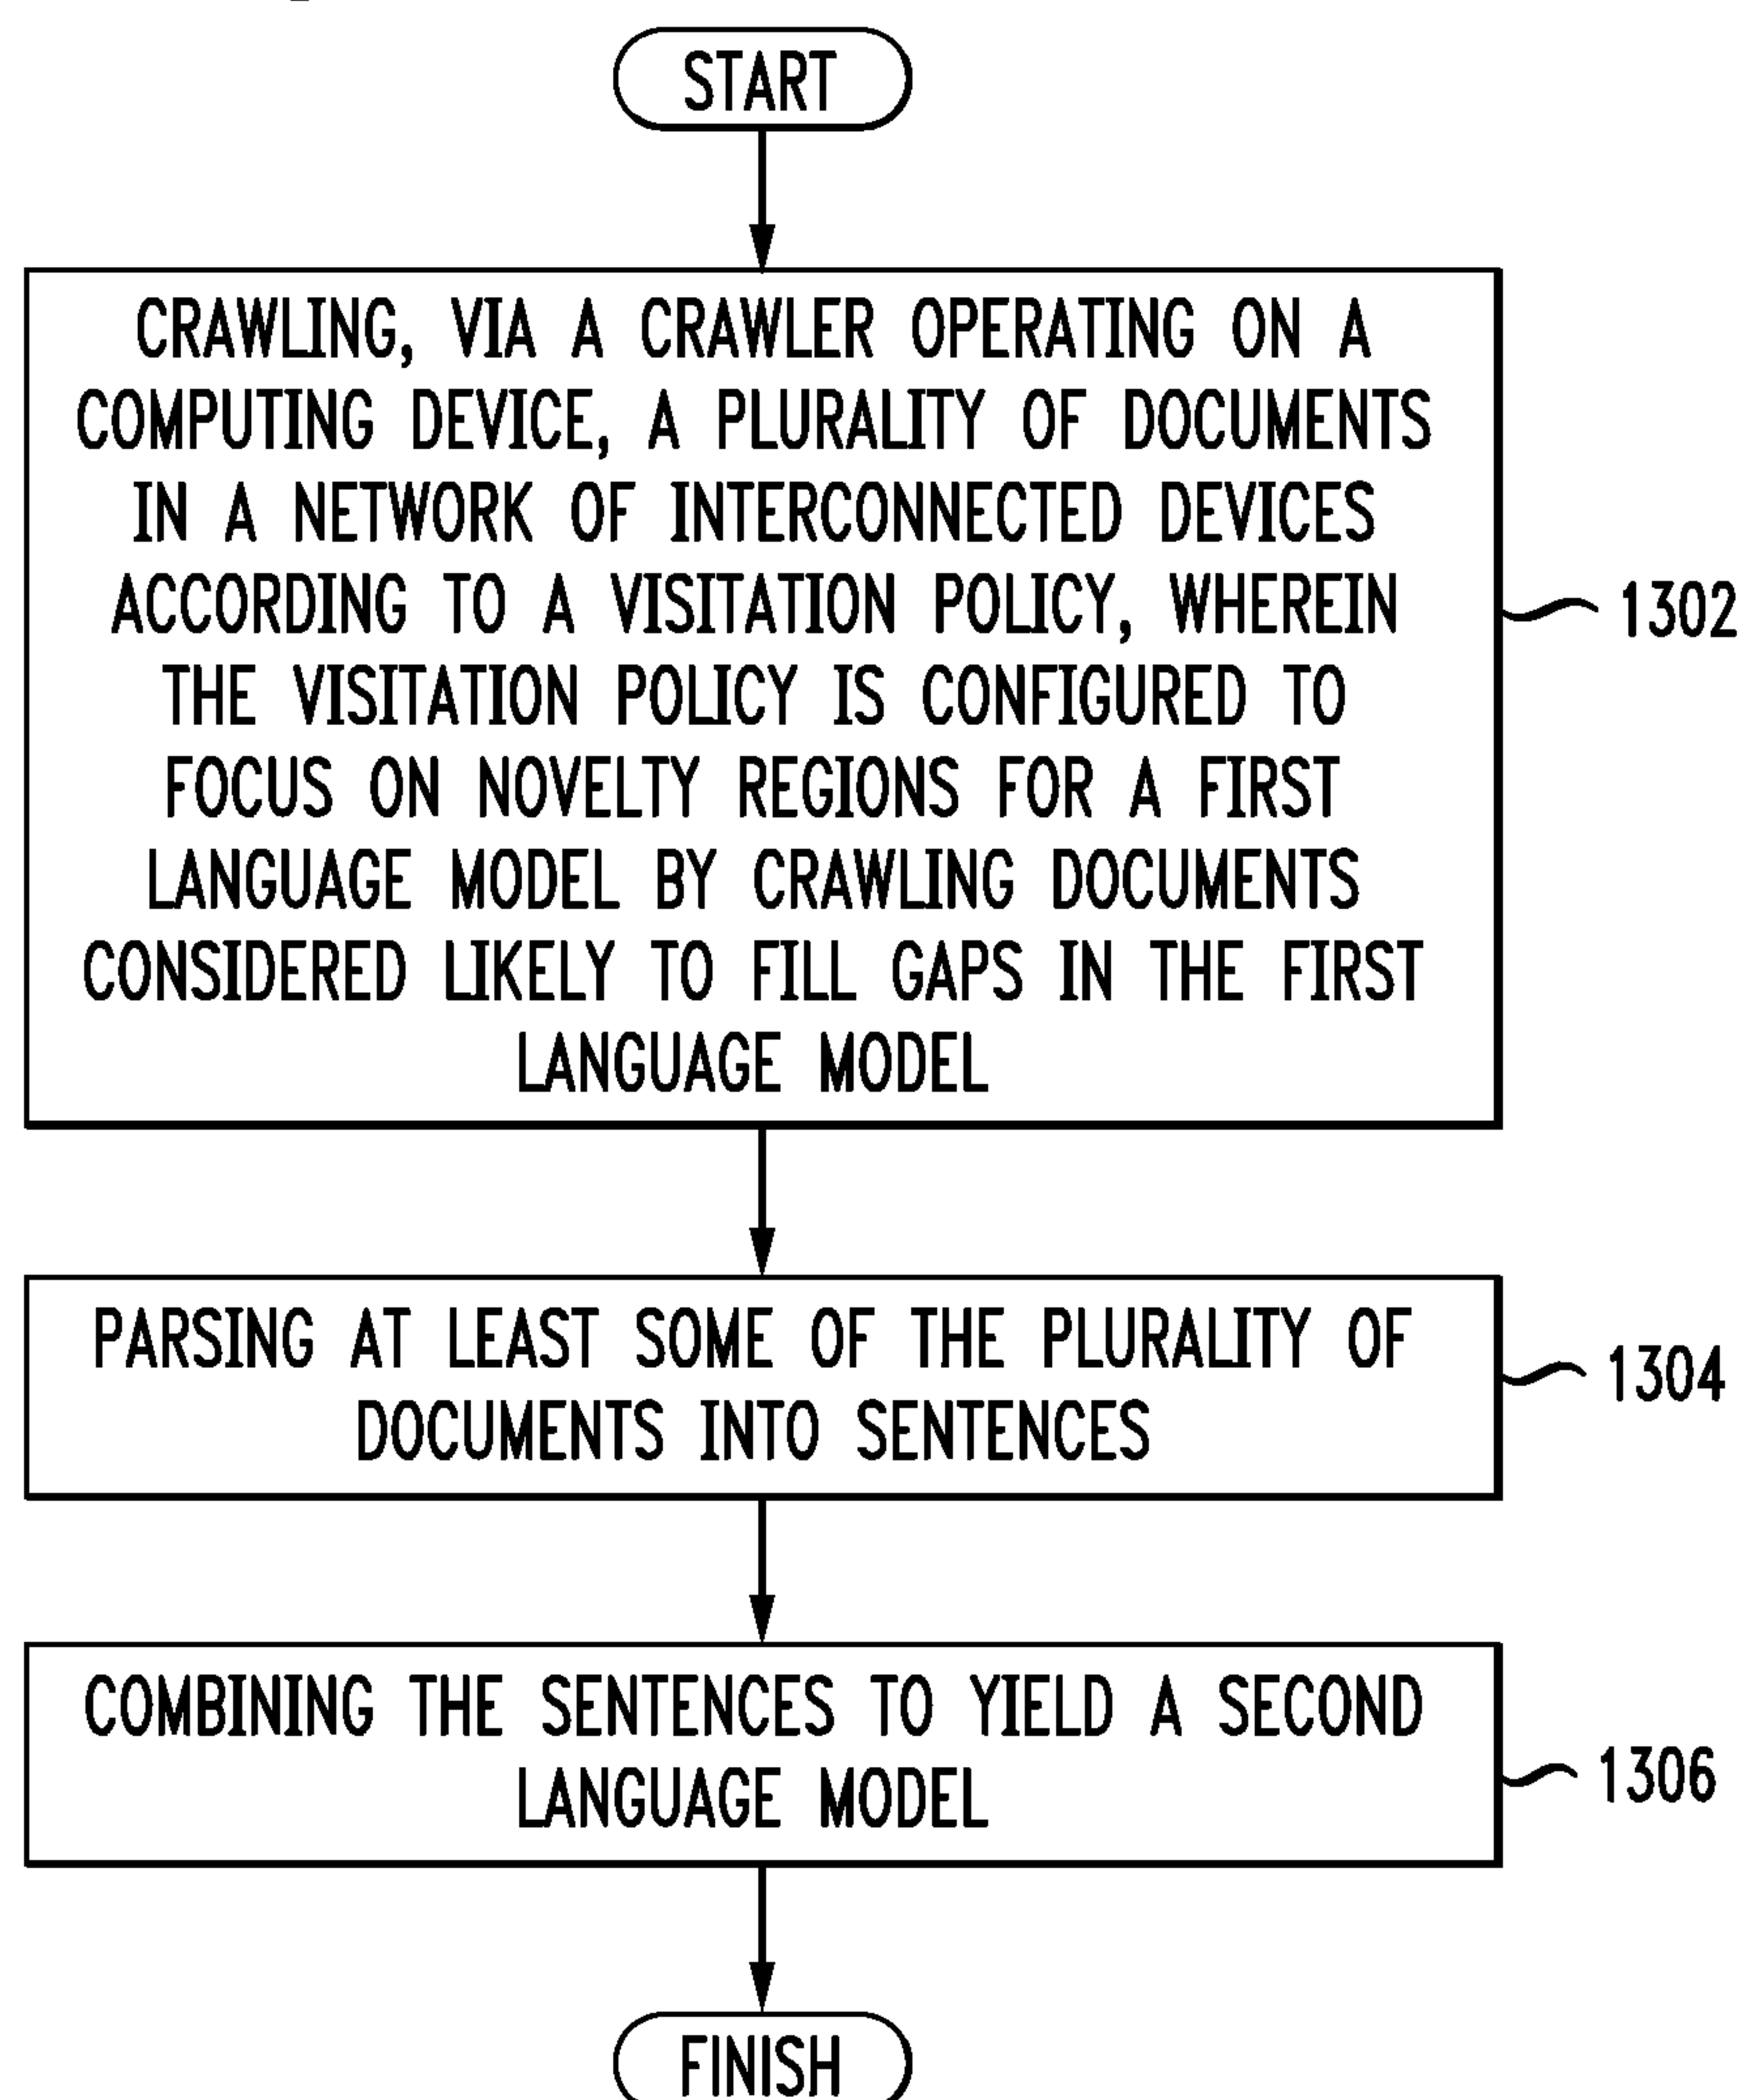 START
CRAWLING, VIA A CRAWLER OPERATING ON A
COMPUTING DEVICE, A PLURALITY OF DOCUMENTS
IN A NETWORK OF INTERCONNECTED DEVICES
ACCORDING TO A VISITATION POLICY, WHEREIN
THE VISITATION POLICY IS CONFIGURED TO
FOCUS ON NOVELTY REGIONS FOR A FIRST
LANGUAGE MODEL BY CRAWLING DOCUMENTS
CONSIDERED LIKELY TO FILL GAPS IN THE FIRST
LANGUAGE MODEL
1302
PARSING AT LEAST SOME OF THE PLURALITY OF
DOCUMENTS INTO SENTENCES
1304
COMBINING THE SENTENCES TO YIELD A SECOND
LANGUAGE MODEL
1306
FINISH